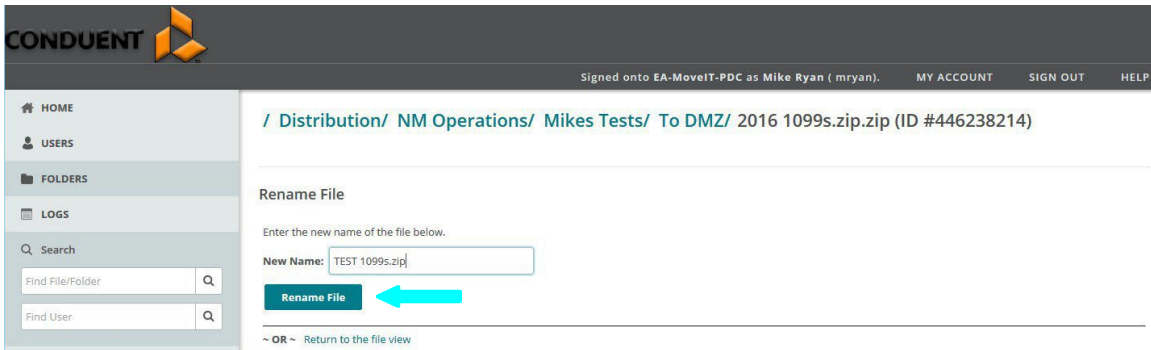 CONDUENT
Signed onto EA-MoveIT-PDC as Mike Ryan ( mryan). MY ACCOUNT SIGN OUT HELP
HOME
USERS
FOLDERS
LOGS
Search
Find File/Folder
Find User
/ Distribution/ NM Operations/ Mikes Tests/ To DMZ/ 2016 1099s.zip.zip (ID #446238214)
Rename File
Enter the new name of the file below.
New Name: TEST 1099s.zip
Rename File
~ OR ~ Return to the file view